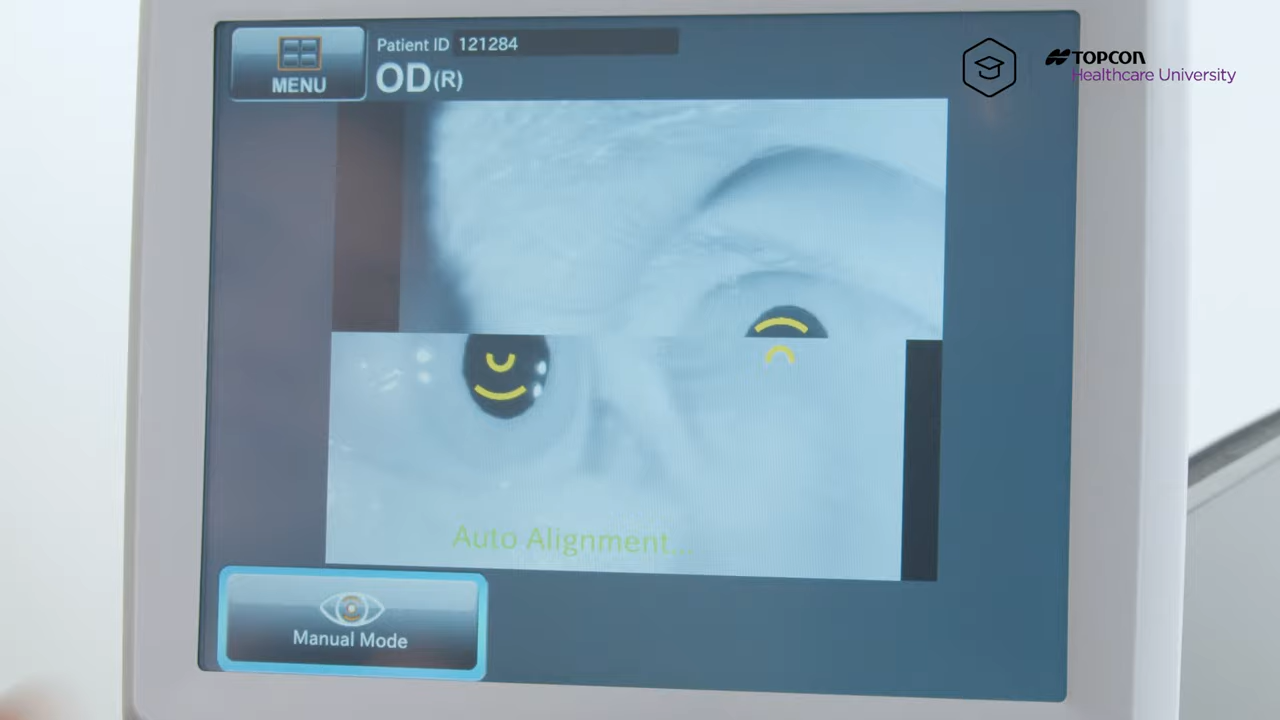 MENU
Patient ID 121284
OD(R)
TOPCON
Healthcare University
Auto Alignment...
Manual Mode